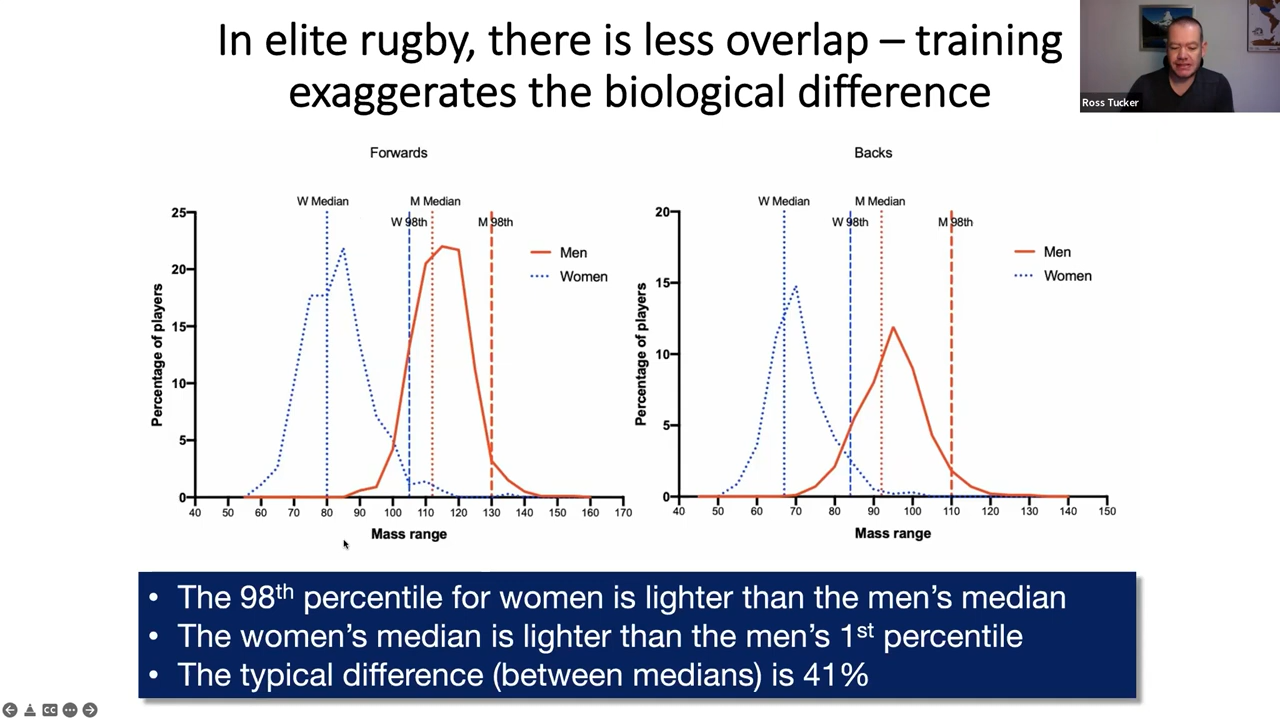 In elite rugby, there is less overlap – training
exaggerates the biological difference
Ross Tucker
Forwards
W Median
M Median
W 98th
M 98th
Men
Women
Percentage of players
25
20
15
10
5
0
40 50 60 70 80 90 100 110 120 130 140 150 160 170
Mass range
Backs
W Median
M Median
W 98th
M 98th
Men
Women
Percentage of players
20
15
10
5
0
40 50 60 70 80 90 100 110 120 130 140 150
Mass range
• The 98th percentile for women is lighter than the men's median
• The women's median is lighter than the men's 1st percentile
• The typical difference (between medians) is 41%
CC